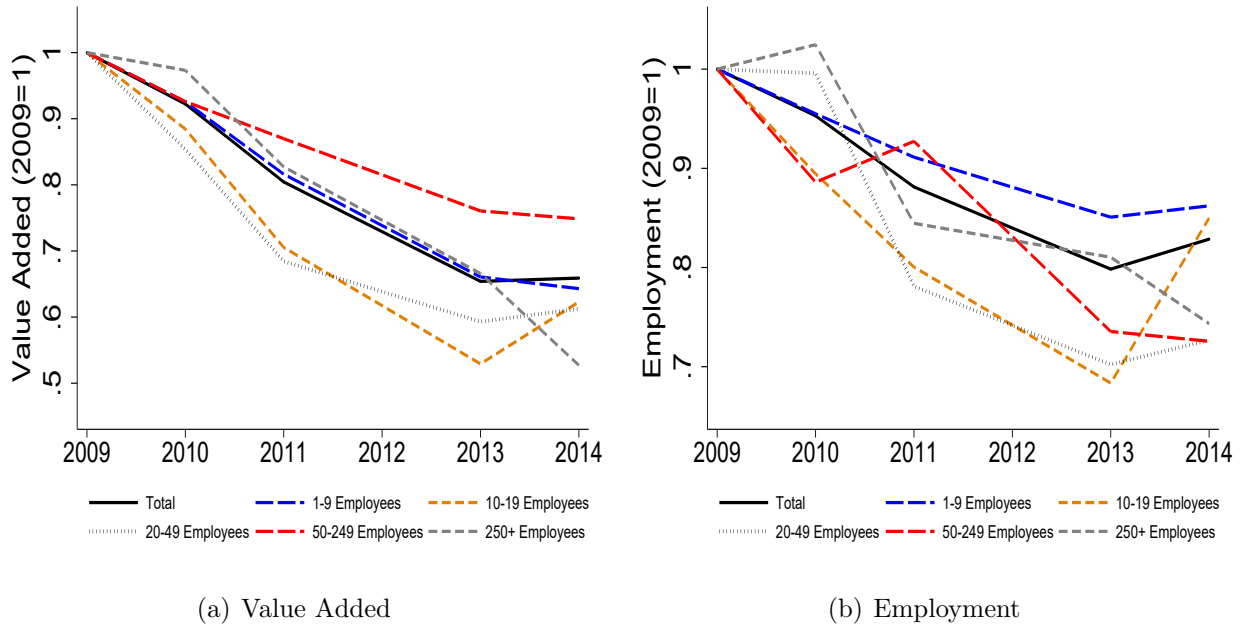 Value Added (2009=1)
1
.9
.8
.7
.6
.5
2009 2010 2011 2012 2013 2014
Total 1-9 Employees 10-19 Employees
20-49 Employees 50-249 Employees 250+ Employees
(a) Value Added
Employment (2009=1)
1
.9
.8
.7
2009 2010 2011 2012 2013 2014
Total 1-9 Employees 10-19 Employees
20-49 Employees 50-249 Employees 250+ Employees
(b) Employment